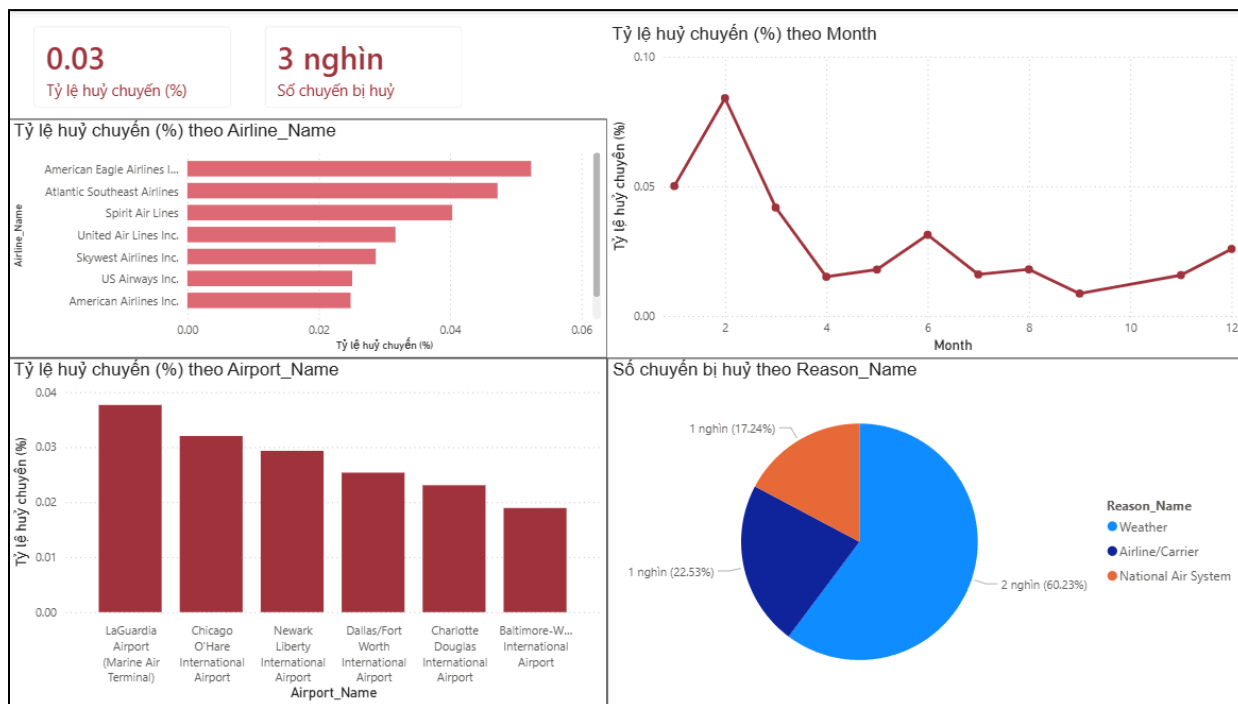 0.03
Tỷ lệ huỷ chuyến (%)
3 nghìn
Số chuyến bị huỷ
Tỷ lệ huỷ chuyến (%) theo Month
Tỷ lệ huỷ chuyến (%)
0.10
0.05
0.00
2
4
6
8
10
12
Month
Tỷ lệ huỷ chuyến (%) theo Airline_Name
Airline_Name
American Eagle Airlines I...
Atlantic Southeast Airlines
Spirit Air Lines
United Air Lines Inc.
Skywest Airlines Inc.
US Airways Inc.
American Airlines Inc.
0.00
0.02
0.04
0.06
Tỷ lệ huỷ chuyến (%)
Tỷ lệ huỷ chuyến (%) theo Airport_Name
Tỷ lệ huỷ chuyến (%)
0.04
0.03
0.02
0.01
0.00
LaGuardia
Airport
(Marine Air
Terminal)
Chicago
O'Hare
International
Airport
Newark
Liberty
International
Airport
Dallas/Fort
Worth
International
Airport
Charlotte
Douglas
International
Airport
Baltimore-W...
International
Airport
Airport_Name
Số chuyến bị huỷ theo Reason_Name
1 nghìn (17.24%)
1 nghìn (22.53%)
2 nghìn (60.23%)
Reason_Name
Weather
Airline/Carrier
National Air System